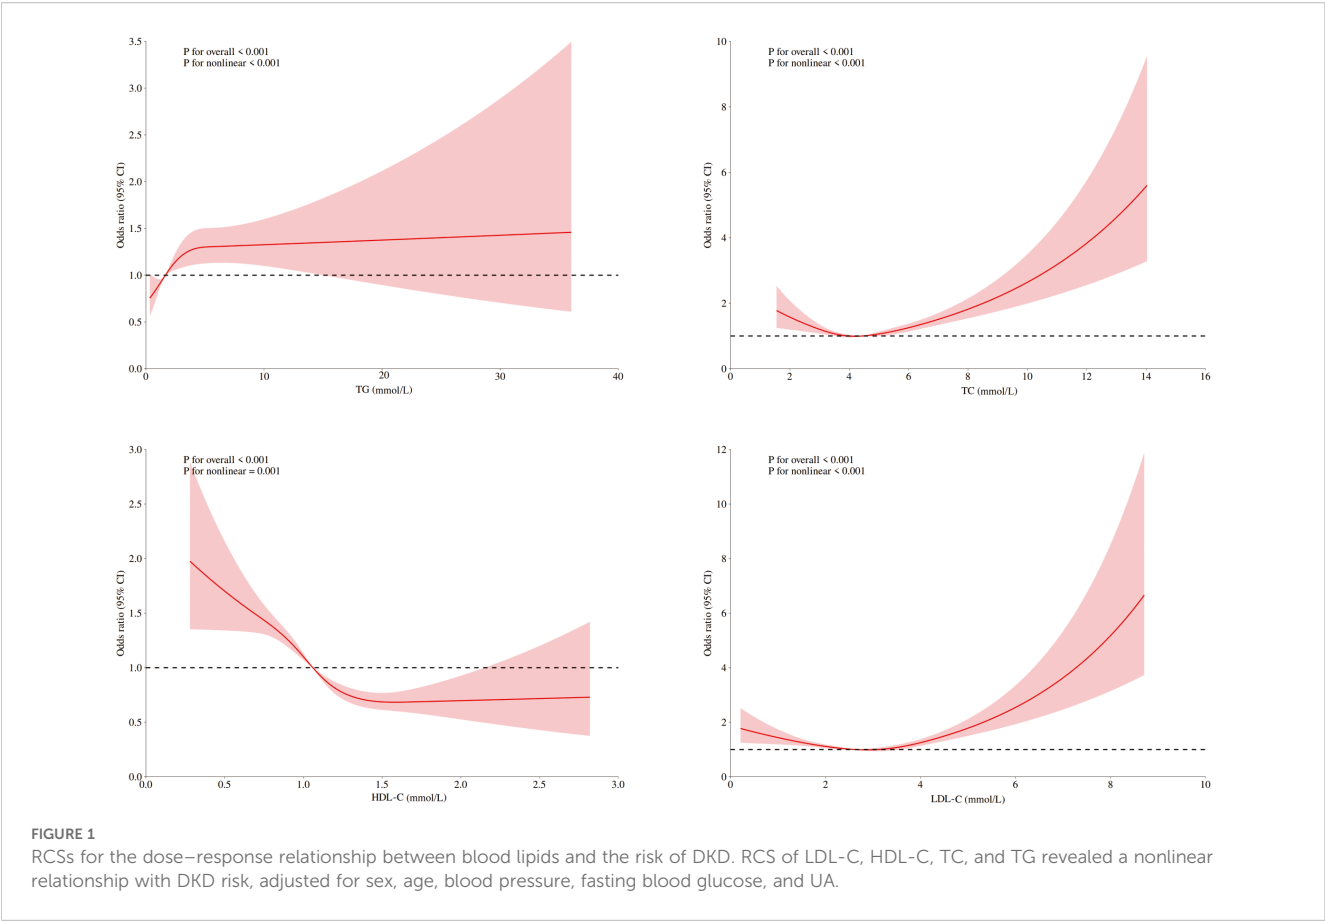 3.5
3.0
2.5
2.0
1.5
1.0
0.5
0.0
Odds ratio (95% CI)
P for overall < 0.001
P for nonlinear < 0.001
0 10 20 30 40
TG (mmol/L)
10
8
6
4
2
0
Odds ratio (95% CI)
P for overall < 0.001
P for nonlinear < 0.001
0 2 4 6 8 10 12 14 16
TC (mmol/L)
3.0
2.5
2.0
1.5
1.0
0.5
0.0
Odds ratio (95% CI)
P for overall < 0.001
P for nonlinear = 0.001
0.0 0.5 1.0 1.5 2.0 2.5 3.0
HDL-C (mmol/L)
12
10
8
6
4
2
0
Odds ratio (95% CI)
P for overall < 0.001
P for nonlinear < 0.001
0 2 4 6 8 10
LDL-C (mmol/L)
FIGURE 1
RCSs for the dose–response relationship between blood lipids and the risk of DKD. RCS of LDL-C, HDL-C, TC, and TG revealed a nonlinear
relationship with DKD risk, adjusted for sex, age, blood pressure, fasting blood glucose, and UA.